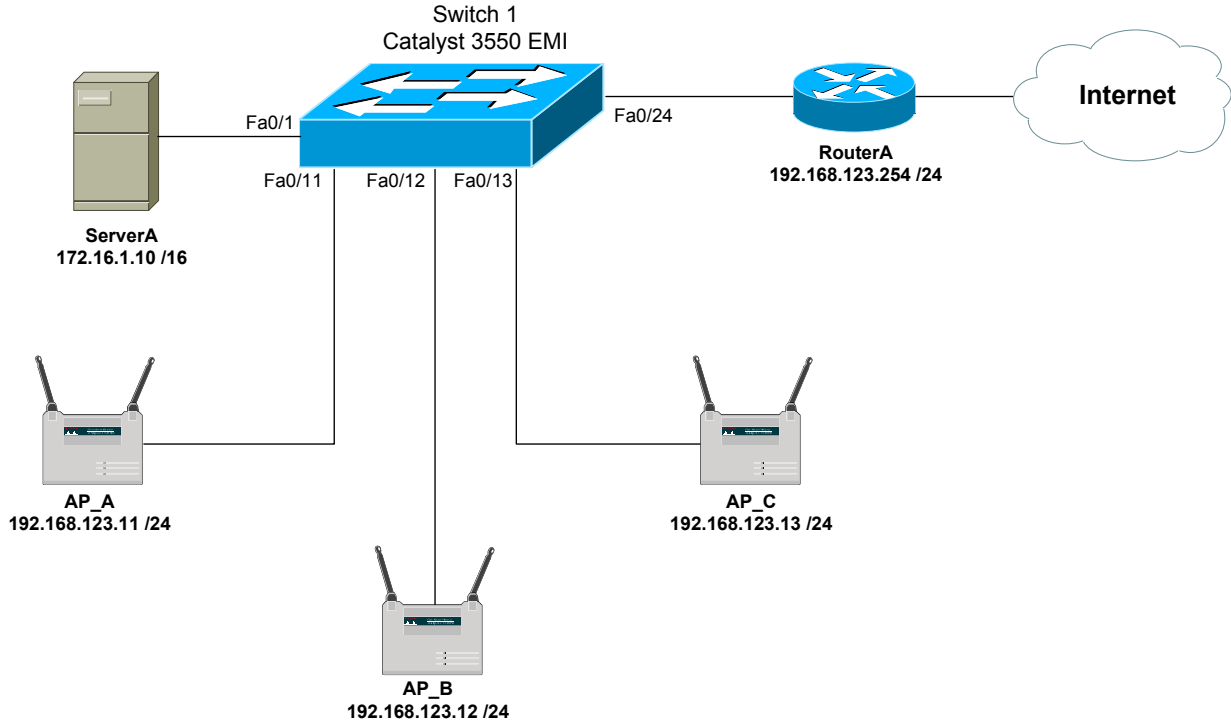 Switch 1
Catalyst 3550 EMI
Fa0/1
Fa0/24
Internet
RouterA
192.168.123.254 /24
Fa0/11
Fa0/12
Fa0/13
ServerA
172.16.1.10 /16
AP_A
192.168.123.11 /24
AP_C
192.168.123.13 /24
AP_B
192.168.123.12 /24